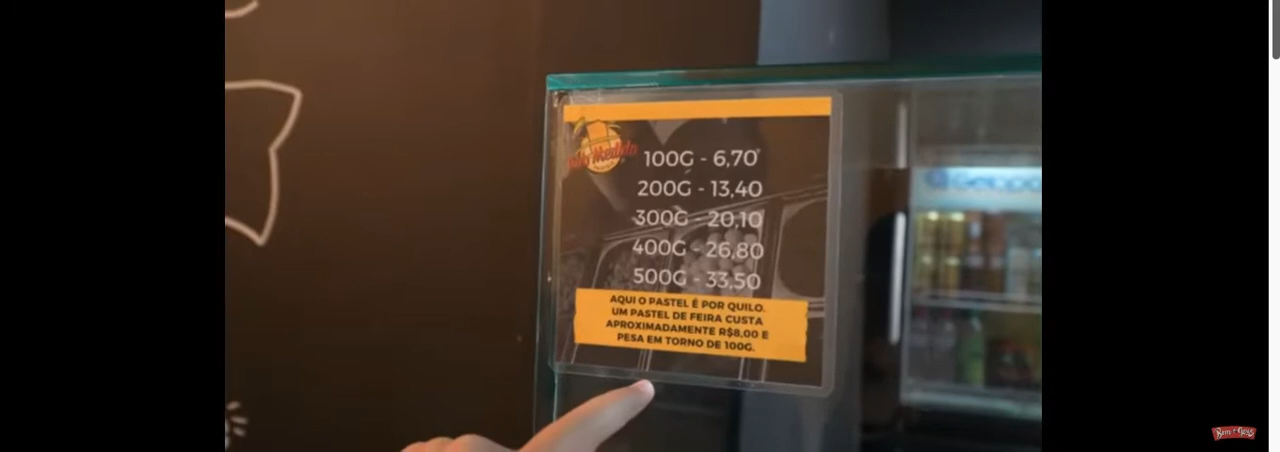 100G - 6,70
200G - 13,40
300G - 20,10
400G - 26,80
500G - 33,50
AQUI O PASTEL É POR QUILO.
UM PASTEL DE FEIRA CUSTA
APROXIMADAMENTE R$8,00 E
PESA EM TORNO DE 100G.